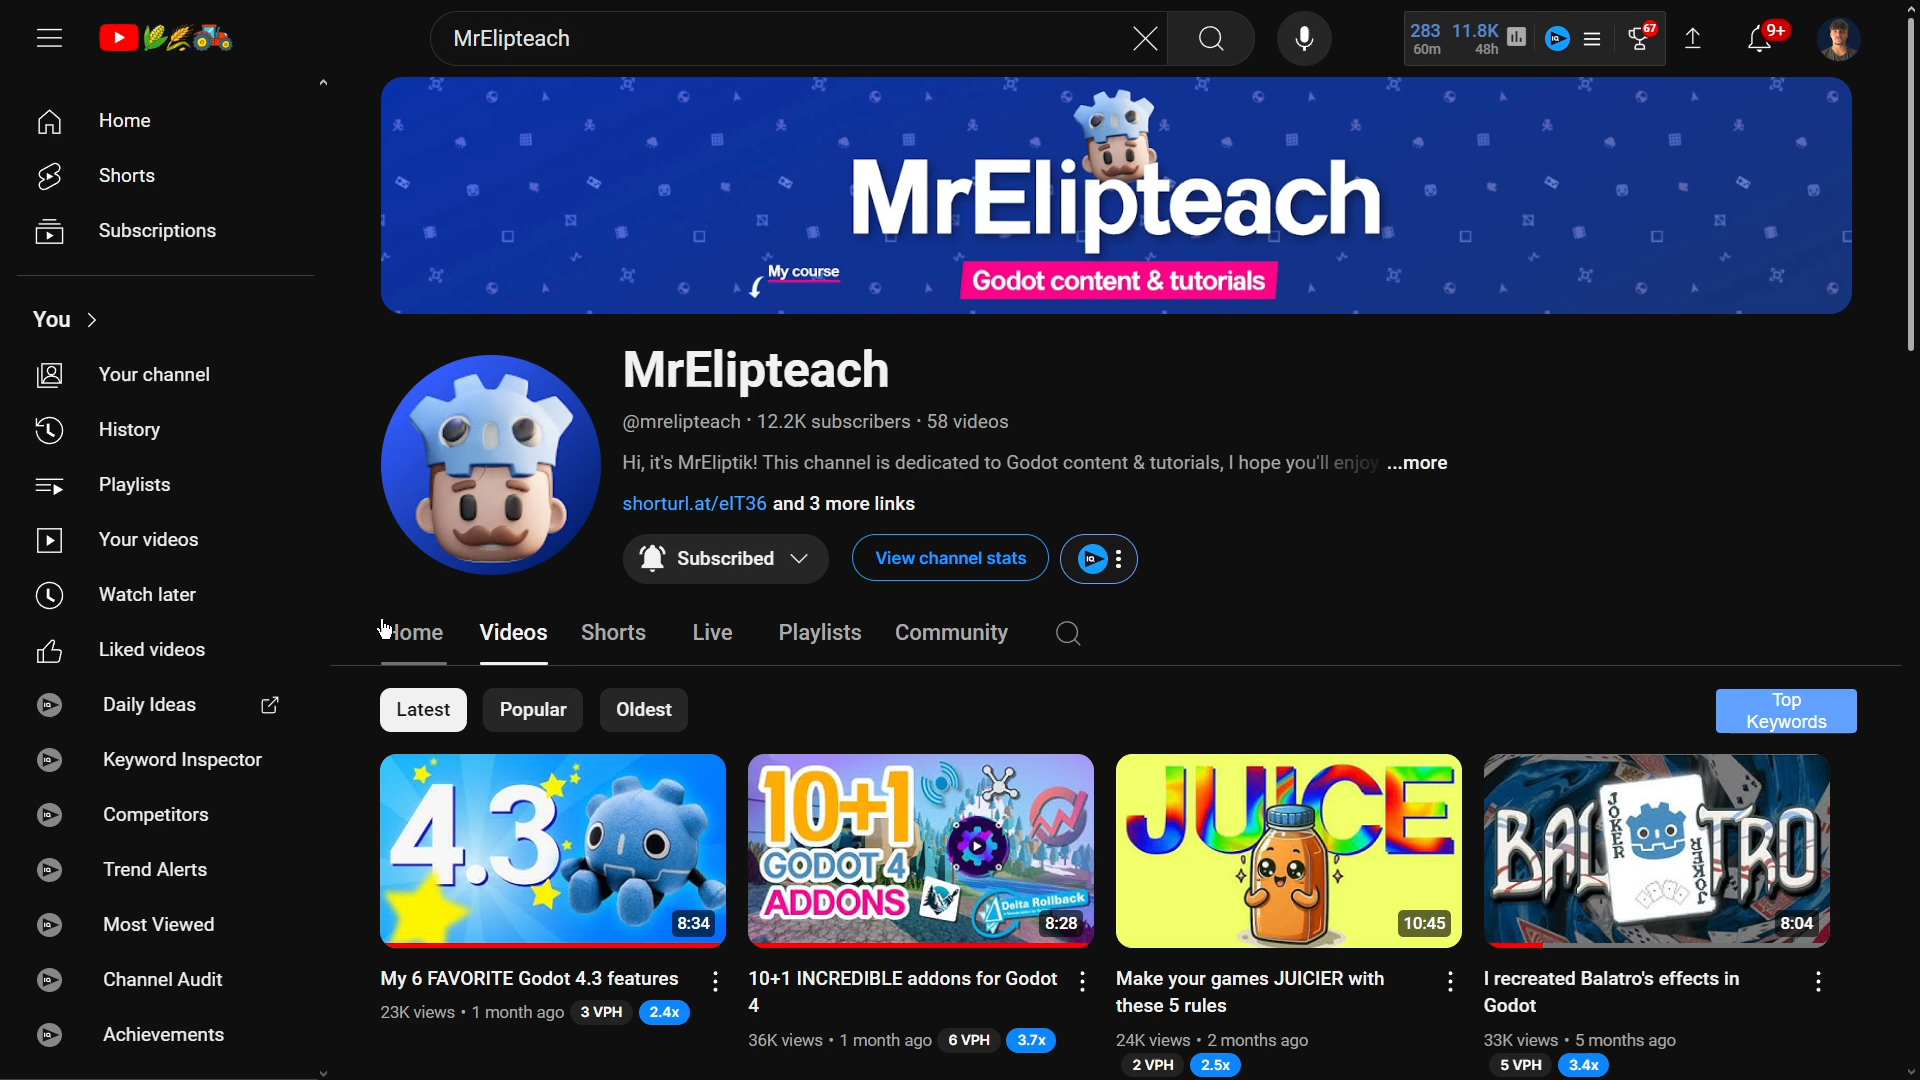 MrElipteach
283 11.8K
60m 48h
67
9+
Home
Shorts
Subscriptions
You
Your channel
History
Playlists
Your videos
Watch later
Liked videos
Daily Ideas
Keyword Inspector
Competitors
Trend Alerts
Most Viewed
Channel Audit
Achievements
MrElipteach
My course
Godot content & tutorials
MrElipteach
@mrelipteach • 12.2K subscribers • 58 videos
Hi, it's MrEliptik! This channel is dedicated to Godot content & tutorials, I hope you'll enjoy ...more
shorturl.at/elT36 and 3 more links
Subscribed
View channel stats
Home Videos Shorts Live Playlists Community
Latest Popular Oldest
Top
Keywords
4.3
8:34
10+1
GODOT 4
ADDONS
Delta Rollback
8:28
JUICE
10:45
BALATRO
JOKER
JOKER
8:04
My 6 FAVORITE Godot 4.3 features
23K views • 1 month ago 3 VPH 2.4x
10+1 INCREDIBLE addons for Godot
4
36K views • 1 month ago 6 VPH 3.7x
Make your games JUICIER with
these 5 rules
24K views • 2 months ago
2 VPH 2.5x
I recreated Balatro's effects in
Godot
33K views • 5 months ago
5 VPH 3.4x